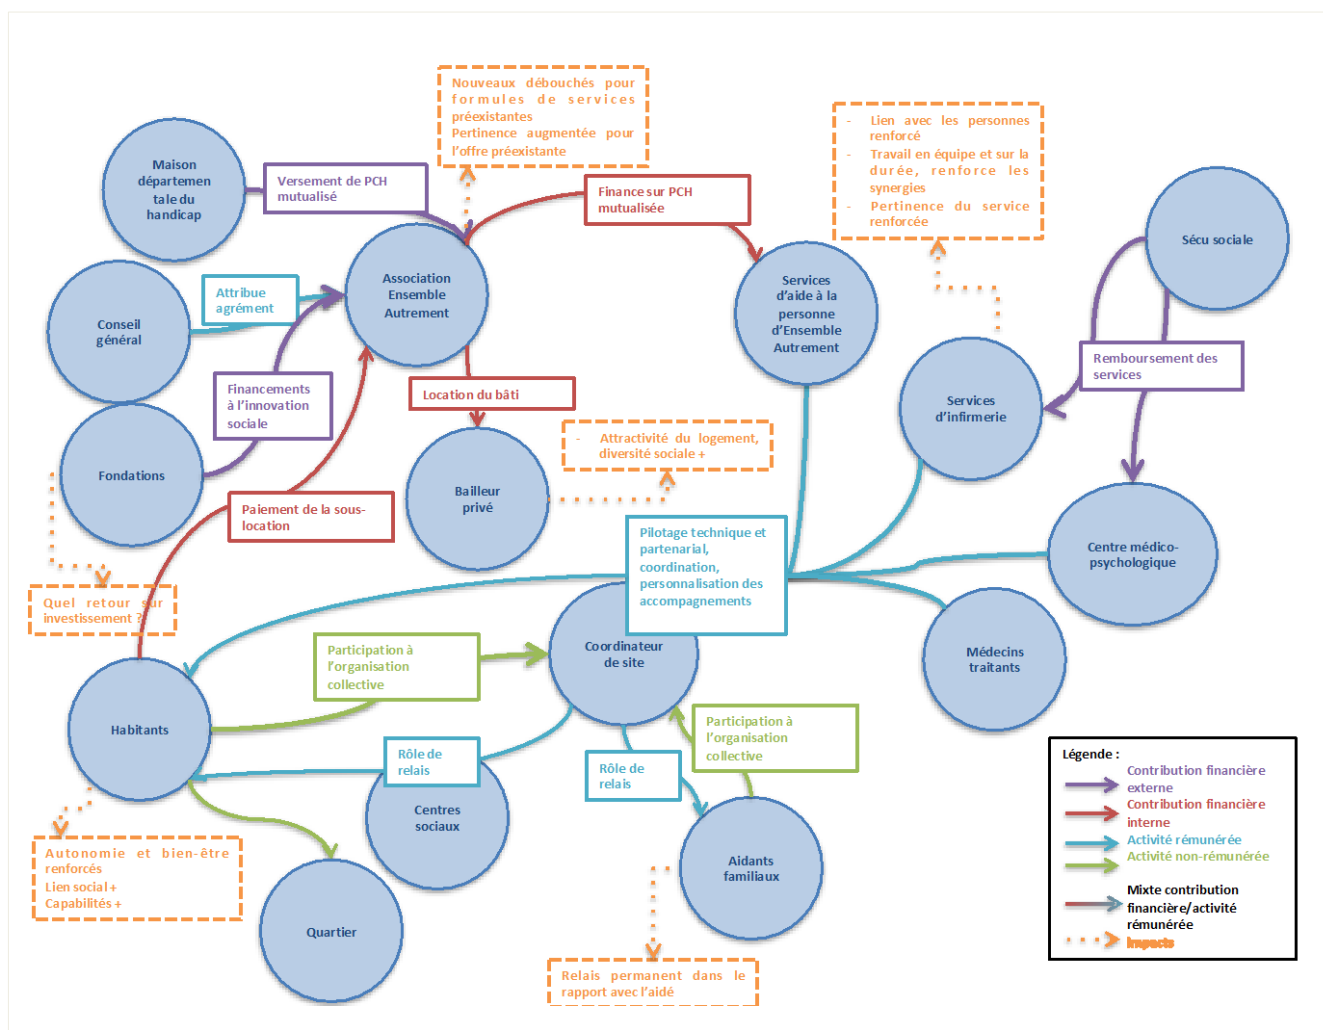 Nouveaux débouchés pour
formules de services
préexistantes
Pertinence augmentée pour
l'offre préexistante
- Lien avec les personnes
renforcé
- Travail en équipe et sur la
durée, renforce les
synergies
- Pertinence du service
renforcée
Maison
départemen
tale du
handicap
Versement de PCH
mutualisé
Finance sur PCH
mutualisée
Sécu sociale
Association
Ensemble
Autrement
Services
d'aide à la
personne
d'Ensemble
Autrement
Attribue
agrément
Conseil
général
Remboursement des
services
Financements
à l'innovation
sociale
Location du bâti
Services
d'infirmerie
- Attractivité du logement,
diversité sociale +
Fondations
Bailleur
privé
Paiement de la sous-
location
Pilotage technique et
partenarial,
coordination,
personnalisation des
accompagnements
Centre médico-
psychologique
Quel retour sur
investissement ?
Participation à
l'organisation
collective
Coordinateur
de site
Médecins
traitants
Habitants
Participation à
l'organisation
collective
Rôle de
relais
Rôle de
relais
Centres
sociaux
Autonomie et bien-être
renforcés
Lien social +
Capabilités +
Aidants
familiaux
Quartier
Relais permanent dans le
rapport avec l'aidé
Légende :
Contribution financière
externe
Contribution financière
interne
Activité rémunérée
Activité non-rémunérée
Mixte contribution
financière/activité
rémunérée
Impacts